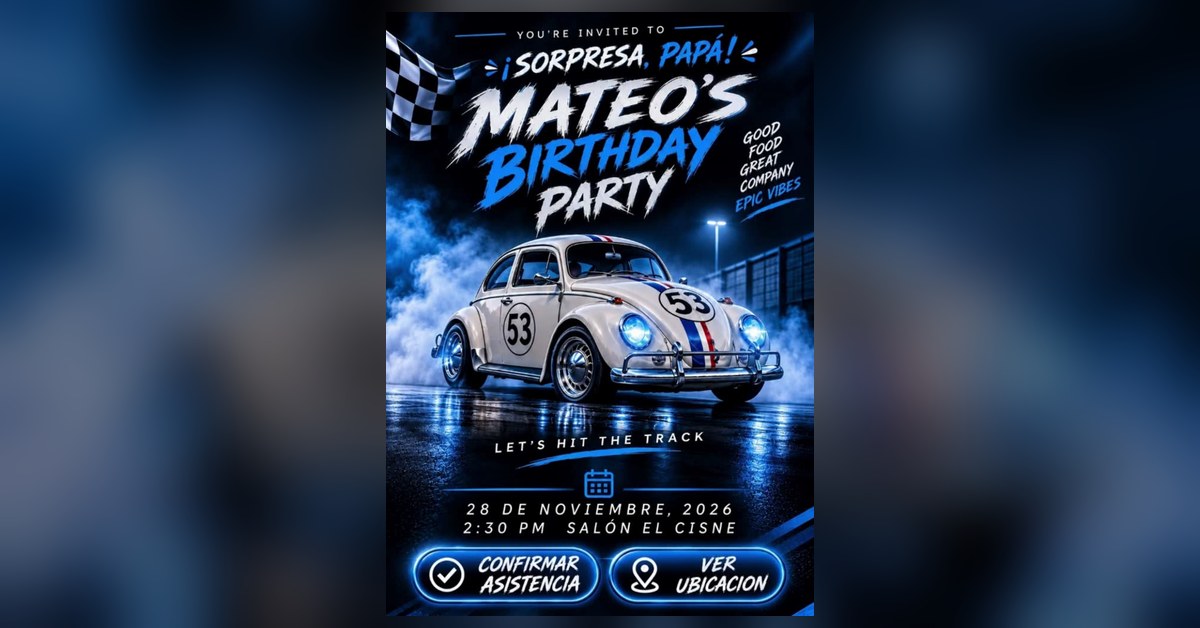 YOU'RE INVITED TO
¡SORPRESA, PAPÁ!
MATEO'S
BIRTHDAY
PARTY
GOOD
FOOD
GREAT
COMPANY
EPIC VIBES
53
53
LET'S HIT THE TRACK
28 DE NOVIEMBRE, 2026
2:30 PM SALÓN EL CISNE
CONFIRMAR
ASISTENCIA
VER
UBICACION